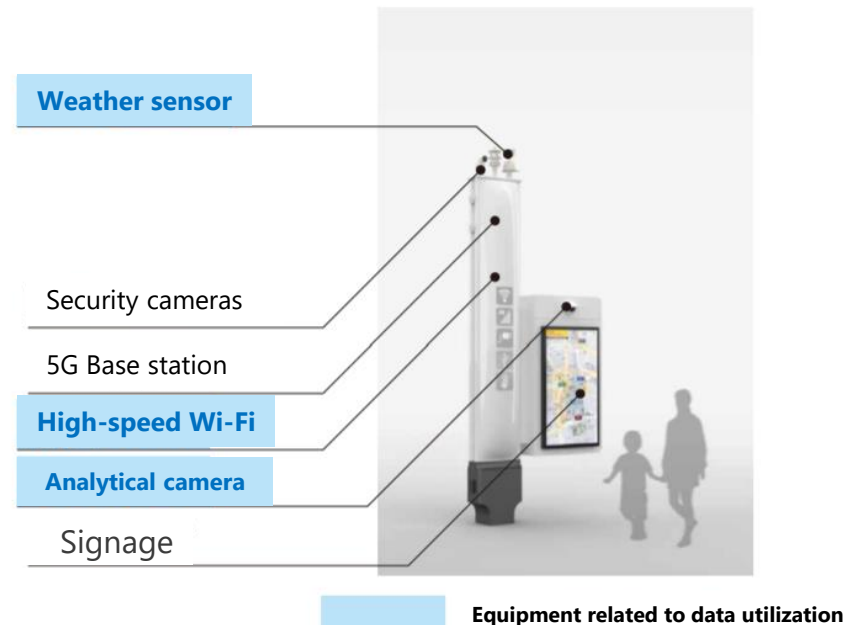 Weather sensor
Security cameras
5G Base station
High-speed Wi-Fi
Analytical camera
Signage
Equipment related to data utilization